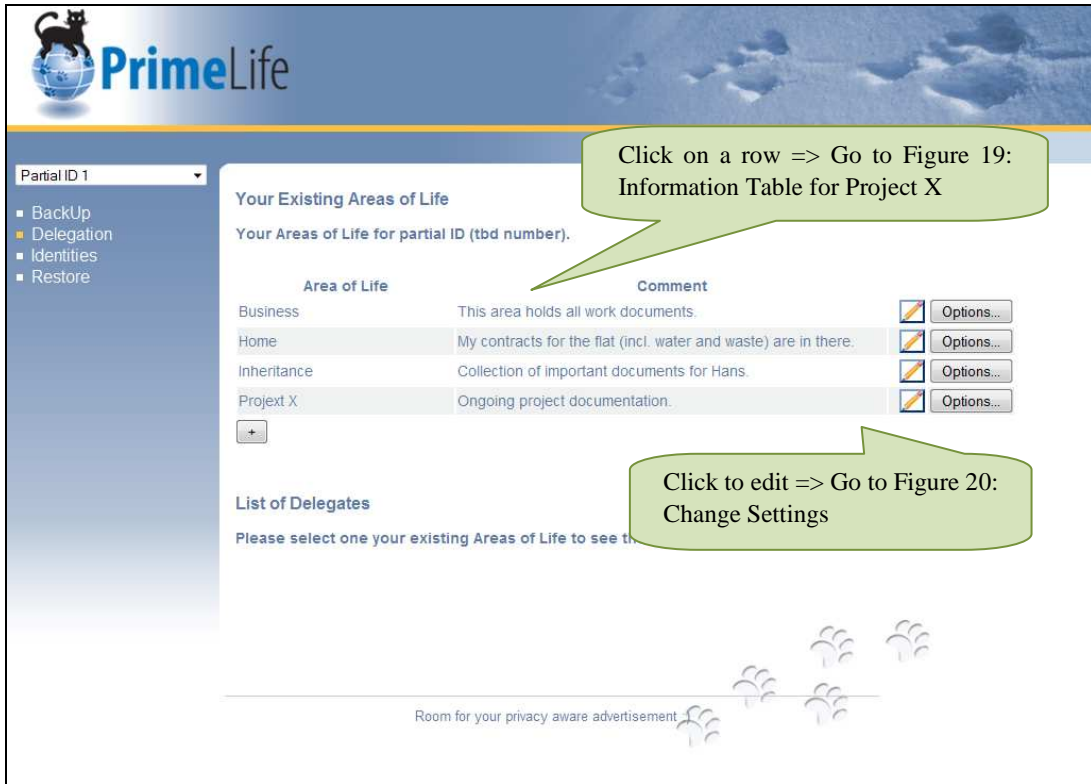 PrimeLife
Click on a row => Go to Figure 19:
Information Table for Project X
Partial ID 1
BackUp
Delegation
Identities
Restore
Your Existing Areas of Life
Your Areas of Life for partial ID (tbd number).
Area of Life Comment
Business This area holds all work documents. Options...
Home My contracts for the flat (incl. water and waste) are in there. Options...
Inheritance Collection of important documents for Hans. Options...
Projext X Ongoing project documentation. Options...
+
Click to edit => Go to Figure 20:
Change Settings
List of Delegates
Please select one your existing Areas of Life to see
Room for your privacy aware advertisement :)